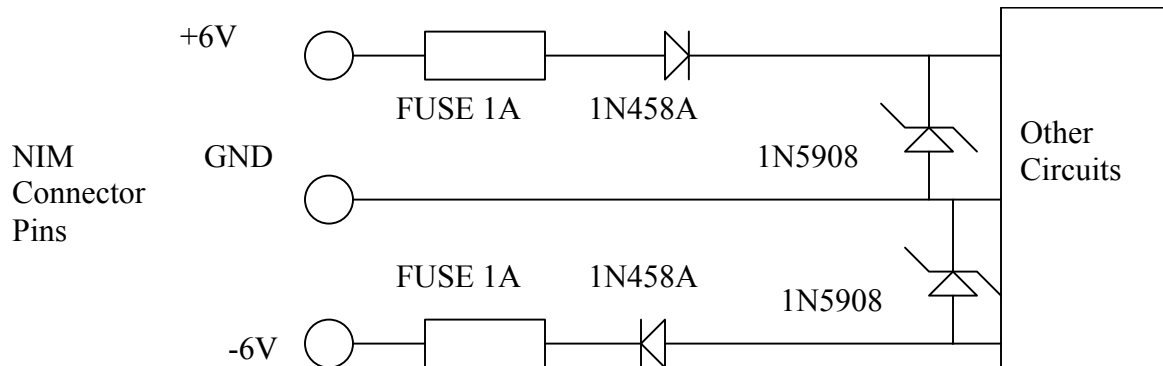 +6V
FUSE 1A
1N458A
NIM
Connector
Pins
GND
1N5908
Other
Circuits
FUSE 1A
1N458A
1N5908
-6V